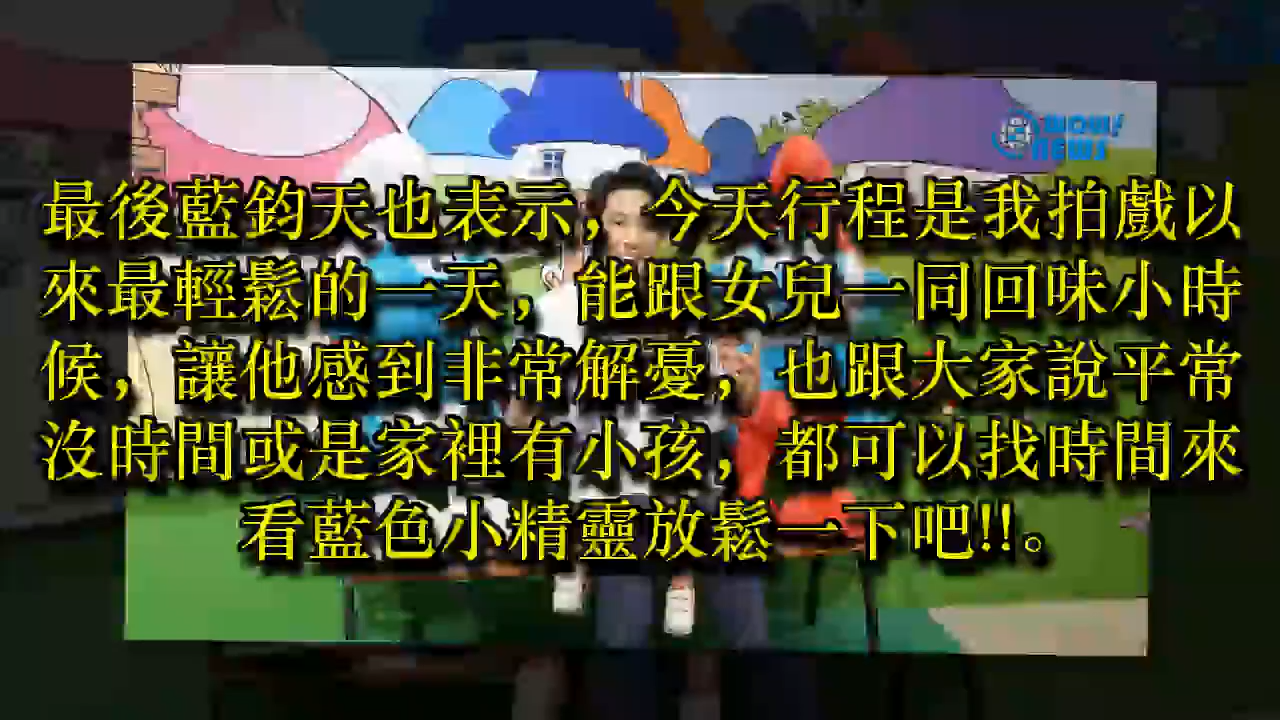 WOW!
NEWS
最後藍鈞天也表示，今天行程是我拍戲以
來最輕鬆的一天，能跟女兒一同回味小時
候，讓他感到非常解憂，也跟大家說平常
沒時間或是家裡有小孩，都可以找時間來
看藍色小精靈放鬆一下吧!!。